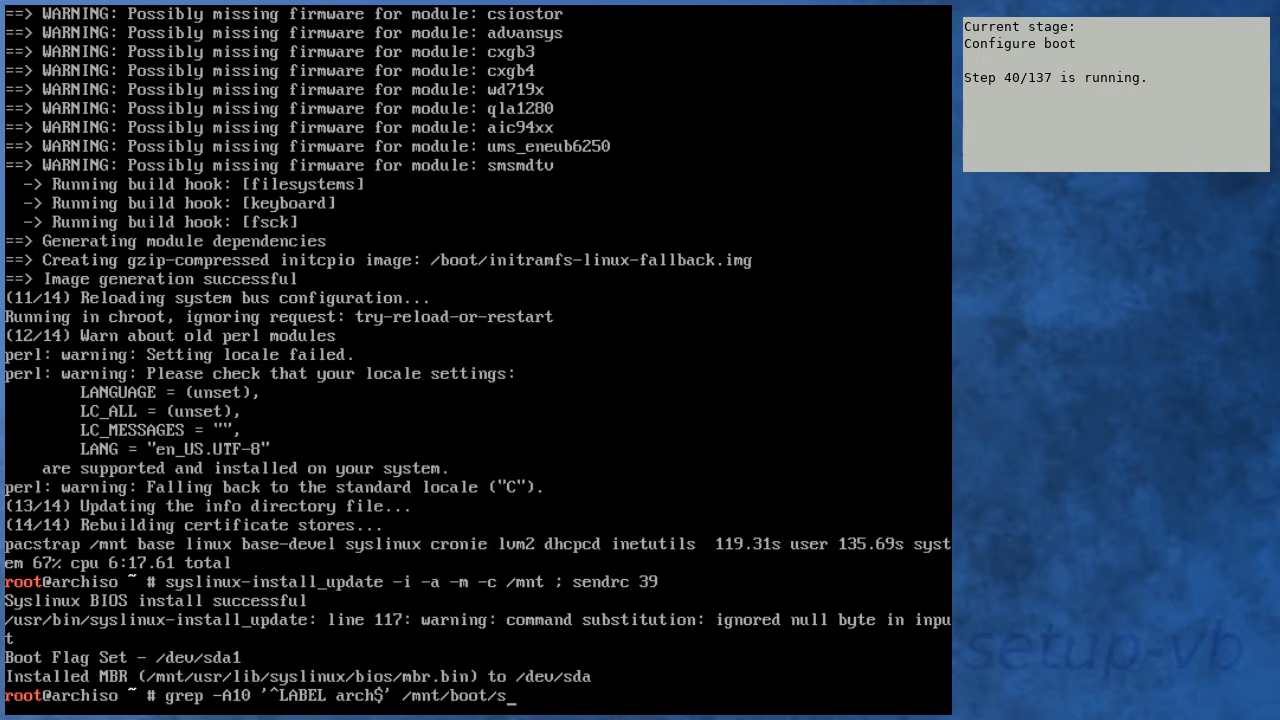 ==> WARNING: Possibly missing firmware for module: csiostor
==> WARNING: Possibly missing firmware for module: advansys
==> WARNING: Possibly missing firmware for module: cxgb3
==> WARNING: Possibly missing firmware for module: cxgb4
==> WARNING: Possibly missing firmware for module: wd719x
==> WARNING: Possibly missing firmware for module: qla1280
==> WARNING: Possibly missing firmware for module: aic94xx
==> WARNING: Possibly missing firmware for module: ums_eneub6250
==> WARNING: Possibly missing firmware for module: smsmdtv
  -> Running build hook: [filesystems]
  -> Running build hook: [keyboard]
  -> Running build hook: [fsck]
==> Generating module dependencies
==> Creating gzip-compressed initcpio image: /boot/initramfs-linux-fallback.img
==> Image generation successful
(11/14) Reloading system bus configuration...
Running in chroot, ignoring request: try-reload-or-restart
(12/14) Warn about old perl modules
perl: warning: Setting locale failed.
perl: warning: Please check that your locale settings:
        LANGUAGE = (unset),
        LC_ALL = (unset),
        LC_MESSAGES = "",
        LANG = "en_US.UTF-8"
    are supported and installed on your system.
perl: warning: Falling back to the standard locale ("C").
(13/14) Updating the info directory file...
(14/14) Rebuilding certificate stores...
pacstrap /mnt base linux base-devel syslinux cronie lvm2 dhcpcd inetutils  119.31s user 135.69s syst
em 67% cpu 6:17.61 total
root@archiso ~ # syslinux-install_update -i -a -m -c /mnt ; sendrc 39
Syslinux BIOS install successful
/usr/bin/syslinux-install_update: line 117: warning: command substitution: ignored null byte in inpu
t
Boot Flag Set - /dev/sda1
Installed MBR (/mnt/usr/lib/syslinux/bios/mbr.bin) to /dev/sda
root@archiso ~ # grep -A10 '^LABEL arch$' /mnt/boot/s_
Current stage:
Configure boot
Step 40/137 is running.
setup-vb